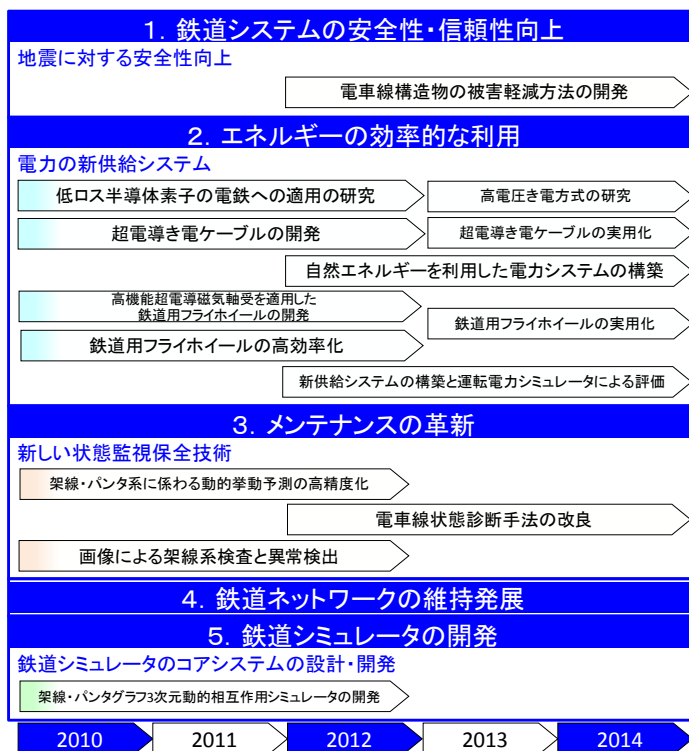 1．鉄道システムの安全性・信頼性向上
地震に対する安全性向上
電車線構造物の被害軽減方法の開発
2．エネルギーの効率的な利用
電力の新供給システム
低ロス半導体素子の電鉄への適用の研究
高電圧き電方式の研究
超電導き電ケーブルの開発
超電導き電ケーブルの実用化
自然エネルギーを利用した電力システムの構築
高機能超電導磁気軸受を適用した
鉄道用フライホイールの開発
鉄道用フライホイールの実用化
鉄道用フライホイールの高効率化
新供給システムの構築と運転電力シミュレータによる評価
3．メンテナンスの革新
新しい状態監視保全技術
架線・パンタ系に係わる動的挙動予測の高精度化
電車線状態診断手法の改良
画像による架線系検査と異常検出
4．鉄道ネットワークの維持発展
5．鉄道シミュレータの開発
鉄道シミュレータのコアシステムの設計・開発
架線・パンタグラフ3次元動的相互作用シミュレータの開発
2010 2011 2012 2013 2014